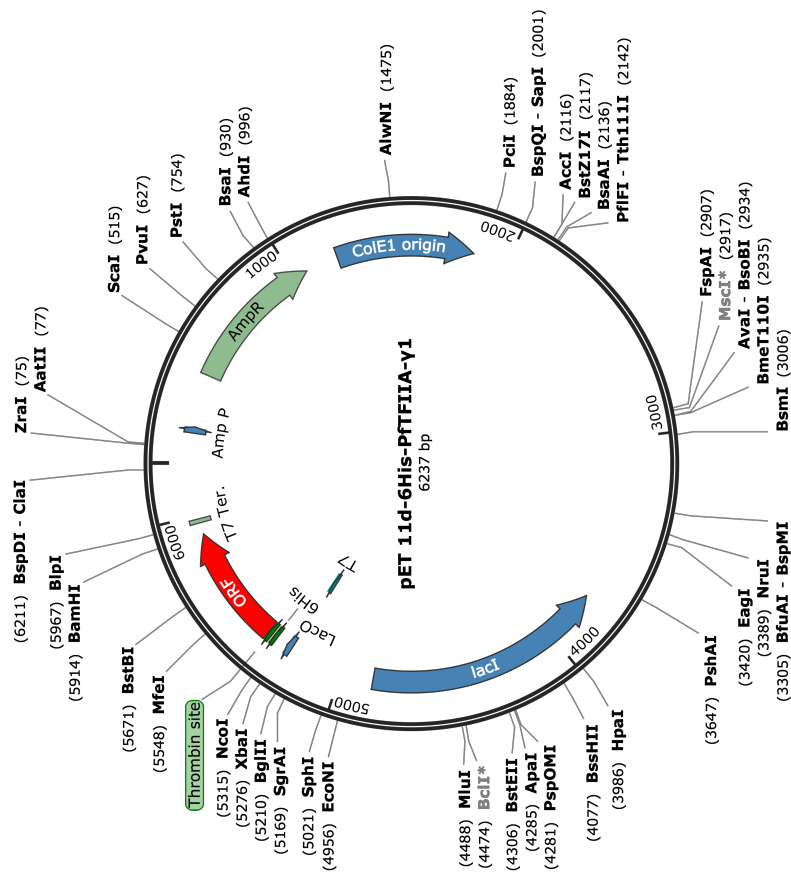 AlwNI (1475)
PciI (1884)
BspQI - SapI (2001)
AccI (2116)
BstZ17I (2117)
BsaAI (2136)
PflFI - Tth111I (2142)
FspAI (2907)
MscI* (2917)
AvaI - BsoBI (2934)
BmeT110I (2935)
BsmI (3006)
BfuAI - BspMI (3305)
NruI (3389)
EagI (3420)
PshAI (3647)
HpaI (3986)
BssHII (4077)
PspOMI (4281)
ApaI (4285)
BstEII (4306)
BclI* (4474)
MluI (4488)
EcoNI (4956)
SphI (5021)
SgrAI (5169)
BglII (5210)
XbaI (5276)
NcoI (5315)
Thrombin site
MfeI (5548)
BstBI (5671)
BamHI (5914)
BlpI (5967)
BspDI - ClaI (6211)
ZraI (75)
AatII (77)
ScaI (515)
PvuI (627)
PstI (754)
BsaI (930)
AhdI (996)
1000
2000
3000
4000
5000
6000
ColE1 origin
AmpR
Amp P
T7 Ter.
ORF
6His
LacO
T7
lacI
pET 11d-6His-PfTFIIA-γ1
6237 bp